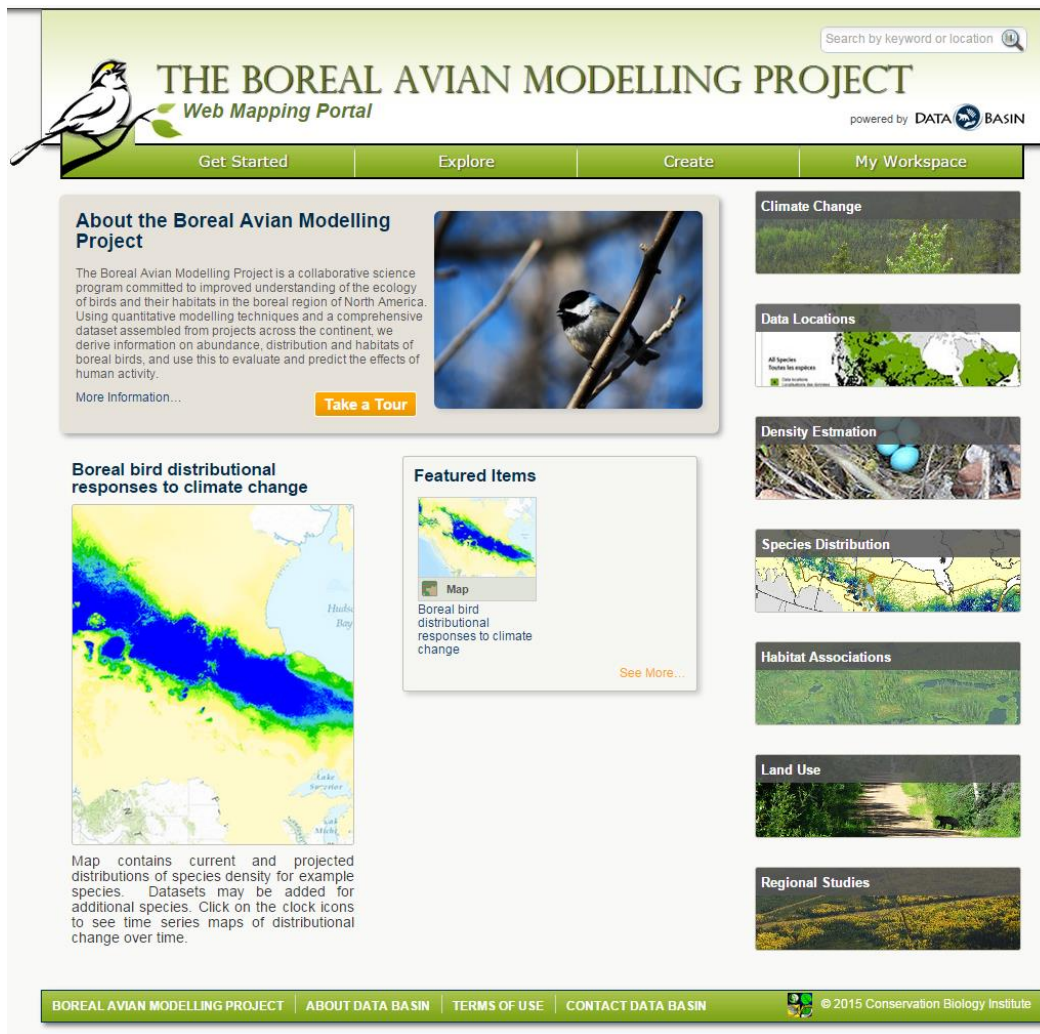 Search by keyword or location
THE BOREAL AVIAN MODELLING PROJECT
Web Mapping Portal
powered by DATA BASIN
Get Started
Explore
Create
My Workspace
About the Boreal Avian Modelling
Project
The Boreal Avian Modelling Project is a collaborative science
program committed to improved understanding of the ecology
of birds and their habitats in the boreal region of North America.
Using quantitative modelling techniques and a comprehensive
dataset assembled from projects across the continent, we
derive information on abundance, distribution and habitats of
boreal birds, and use this to evaluate and predict the effects of
human activity.
More Information...
Take a Tour
Boreal bird distributional
responses to climate change
Hudso
Bay
Lake
Superior
Lake
Michi
Map contains current and projected
distributions of species density for example
species. Datasets may be added for
additional species. Click on the clock icons
to see time series maps of distributional
change over time.
Featured Items
Map
Boreal bird
distributional
responses to climate
change
See More...
Climate Change
Data Locations
All Species
Toutes les espèces
Data locations
Localisations des données
Density Estmation
Species Distribution
Habitat Associations
Land Use
Regional Studies
BOREAL AVIAN MODELLING PROJECT
ABOUT DATA BASIN
TERMS OF USE
CONTACT DATA BASIN
© 2015 Conservation Biology Institute